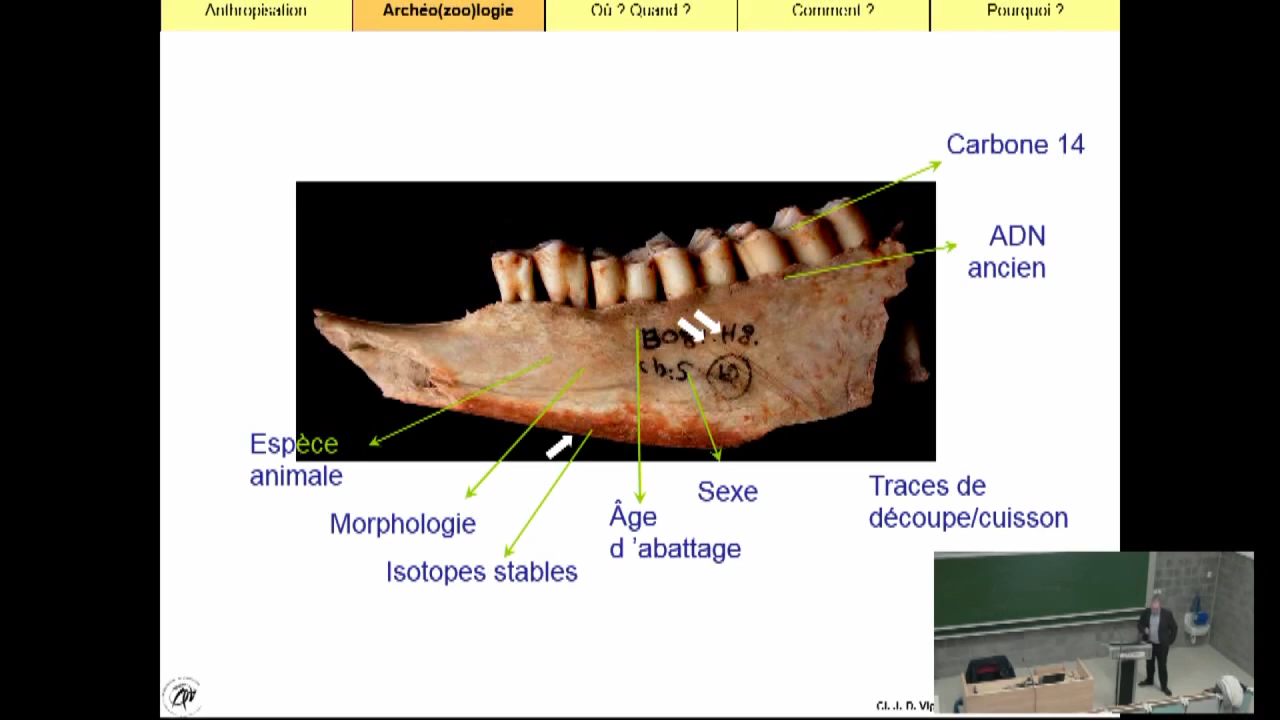 Anthropisation
Archéo(zoo)logie
Où ? Quand ?
Comment ?
Pourquoi ?
Carbone 14
ADN
ancien
Espèce
animale
Morphologie
Isotopes stables
Âge
d 'abattage
Sexe
Traces de
découpe/cuisson
H8.